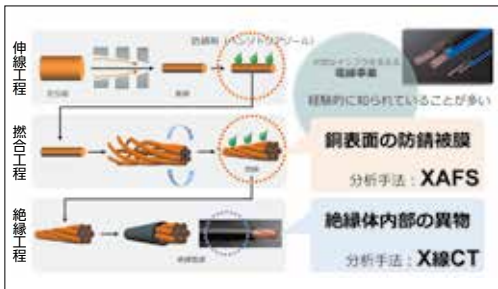 伸線工程
防錆剤（ベンゾトリアゾール）
電線事業
経験的に知られていることが多い
撚合工程
銅表面の防錆被膜
分析手法：XAFS
絶縁工程
絶縁体内部の異物
分析手法：X線CT